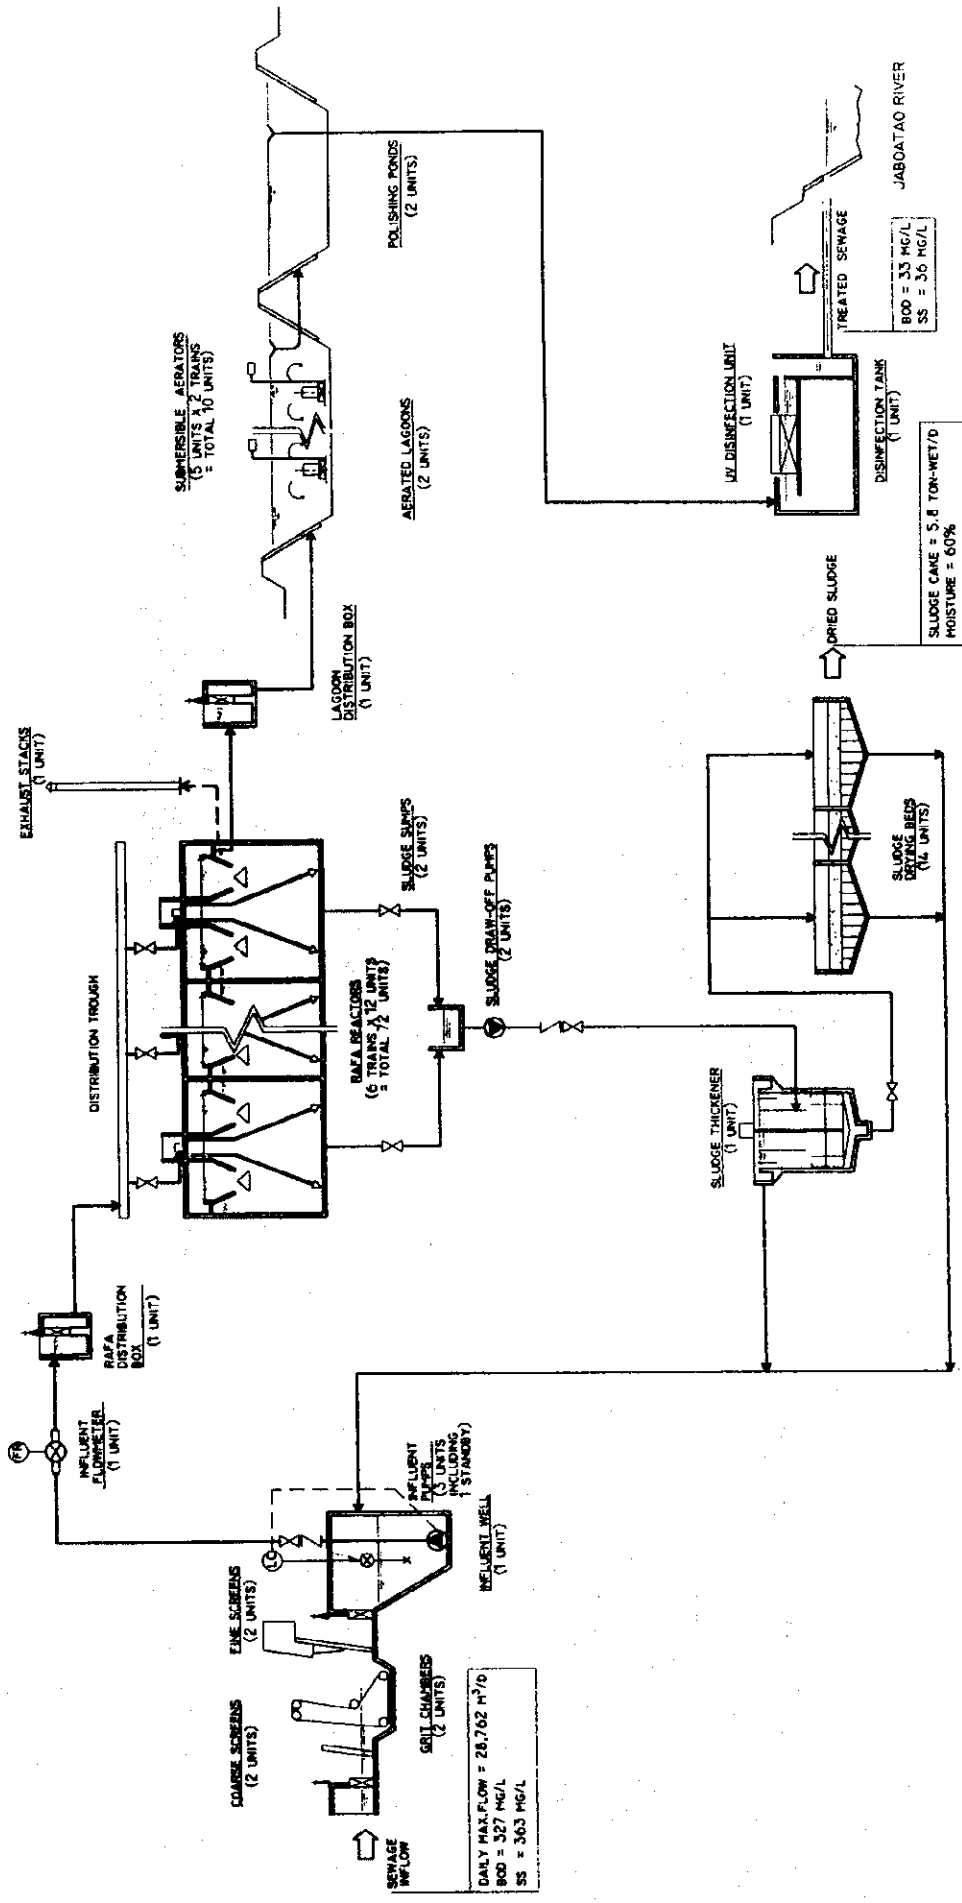 SEWAGE
INFLOW
DAILY MAX.FLOW = 28,762 M³/D
BOD = 327 MG/L
SS = 363 MG/L
COARSE SCREENS
(2 UNITS)
FINE SCREENS
(2 UNITS)
GRIT CHAMBERS
(2 UNITS)
LC
INFLUENT
PUMPS
(3 UNITS
INCLUDING
1 STANDBY)
INFLUENT WELL
(1 UNIT)
FR
INFLUENT
FLOWMETER
(1 UNIT)
RAFA
DISTRIBUTION
BOX
(1 UNIT)
DISTRIBUTION TROUGH
EXHAUST STACKS
(1 UNIT)
RAFA REACTORS
(6 TRAINS X 12 UNITS
= TOTAL 72 UNITS)
SLUDGE SUMPS
(2 UNITS)
SLUDGE DRAW-OFF PUMPS
(2 UNITS)
LAGOON
DISTRIBUTION BOX
(1 UNIT)
SUBMERSIBLE AERATORS
(5 UNITS X 2 TRAINS
= TOTAL 10 UNITS)
AERATED LAGOONS
(2 UNITS)
POLISHING PONDS
(2 UNITS)
SLUDGE THICKENER
(1 UNIT)
SLUDGE
DRYING BEDS
(14 UNITS)
DRIED SLUDGE
SLUDGE CAKE = 5.8 TON-WET/D
MOISTURE = 60%
UV DISINFECTION UNIT
(1 UNIT)
DISINFECTION TANK
(1 UNIT)
TREATED SEWAGE
BOD = 33 MG/L
SS = 36 MG/L
JABOATAO RIVER